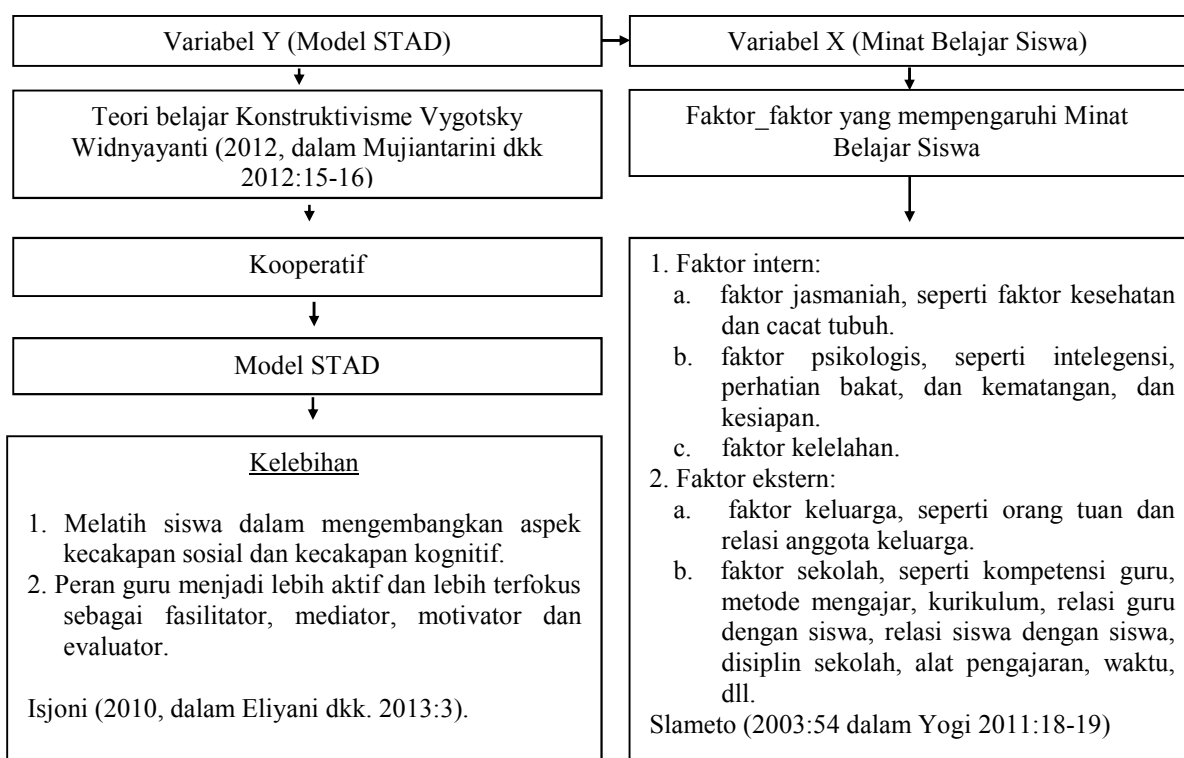 Variabel Y (Model STAD)
Teori belajar Konstruktivisme Vygotsky
Widnyayanti (2012, dalam Mujiantarini dkk
2012:15-16)
Kooperatif
Model STAD
Kelebihan
1. Melatih siswa dalam mengembangkan aspek
kecakapan sosial dan kecakapan kognitif.
2. Peran guru menjadi lebih aktif dan lebih terfokus
sebagai fasilitator, mediator, motivator dan
evaluator.
Isjoni (2010, dalam Eliyani dkk. 2013:3).
Variabel X (Minat Belajar Siswa)
Faktor_faktor yang mempengaruhi Minat
Belajar Siswa
1. Faktor intern:
a. faktor jasmaniah, seperti faktor kesehatan
dan cacat tubuh.
b. faktor psikologis, seperti intelegensi,
perhatian bakat, dan kematangan, dan
kesiapan.
c. faktor kelelahan.
2. Faktor ekstern:
a. faktor keluarga, seperti orang tuan dan
relasi anggota keluarga.
b. faktor sekolah, seperti kompetensi guru,
metode mengajar, kurikulum, relasi guru
dengan siswa, relasi siswa dengan siswa,
disiplin sekolah, alat pengajaran, waktu,
dll.
Slameto (2003:54 dalam Yogi 2011:18-19)